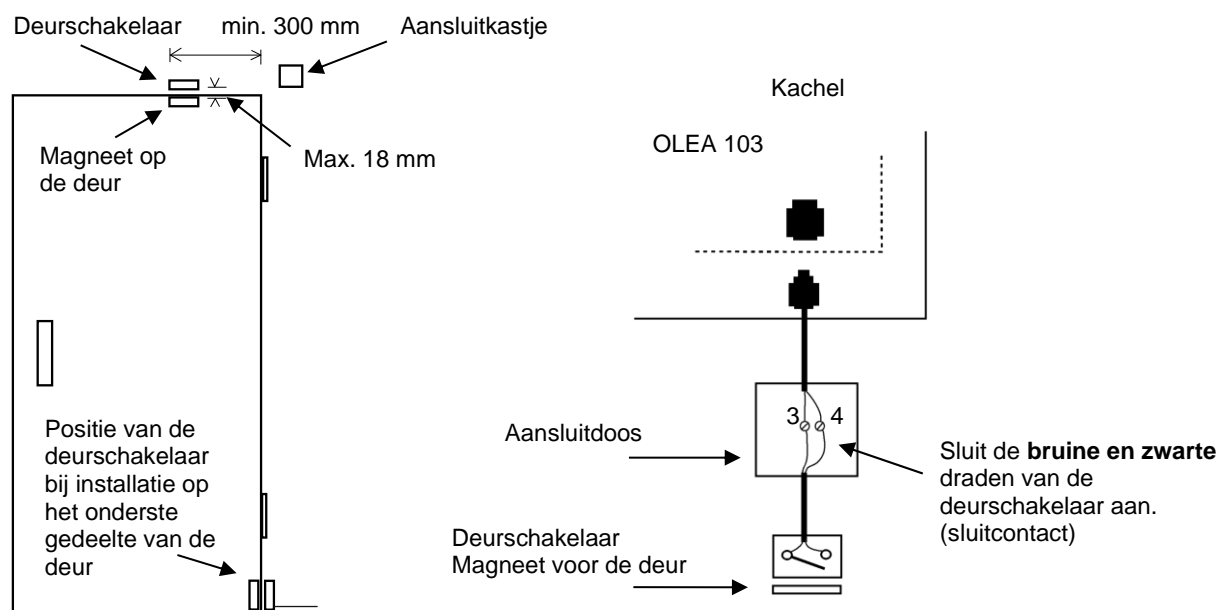 Deurschakelaar
min. 300 mm
Aansluitkastje
Magneet op
de deur
Max. 18 mm
Positie van de
deurschakelaar
bij installatie op
het onderste
gedeelte van de
deur
Kachel
OLEA 103
3 4
Aansluitdoos
Sluit de bruine en zwarte
draden van de
deurschakelaar aan.
(sluitcontact)
Deurschakelaar
Magneet voor de deur